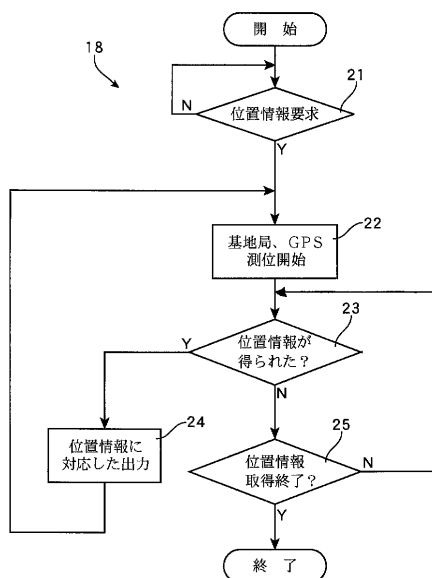 開 始
18
21
位置情報要求
N
Y
22
基地局、ＧＰＳ
測位開始
23
位置情報が
得られた？
Y
N
24
位置情報に
対応した出力
25
位置情報
取得終了？
N
Y
終 了